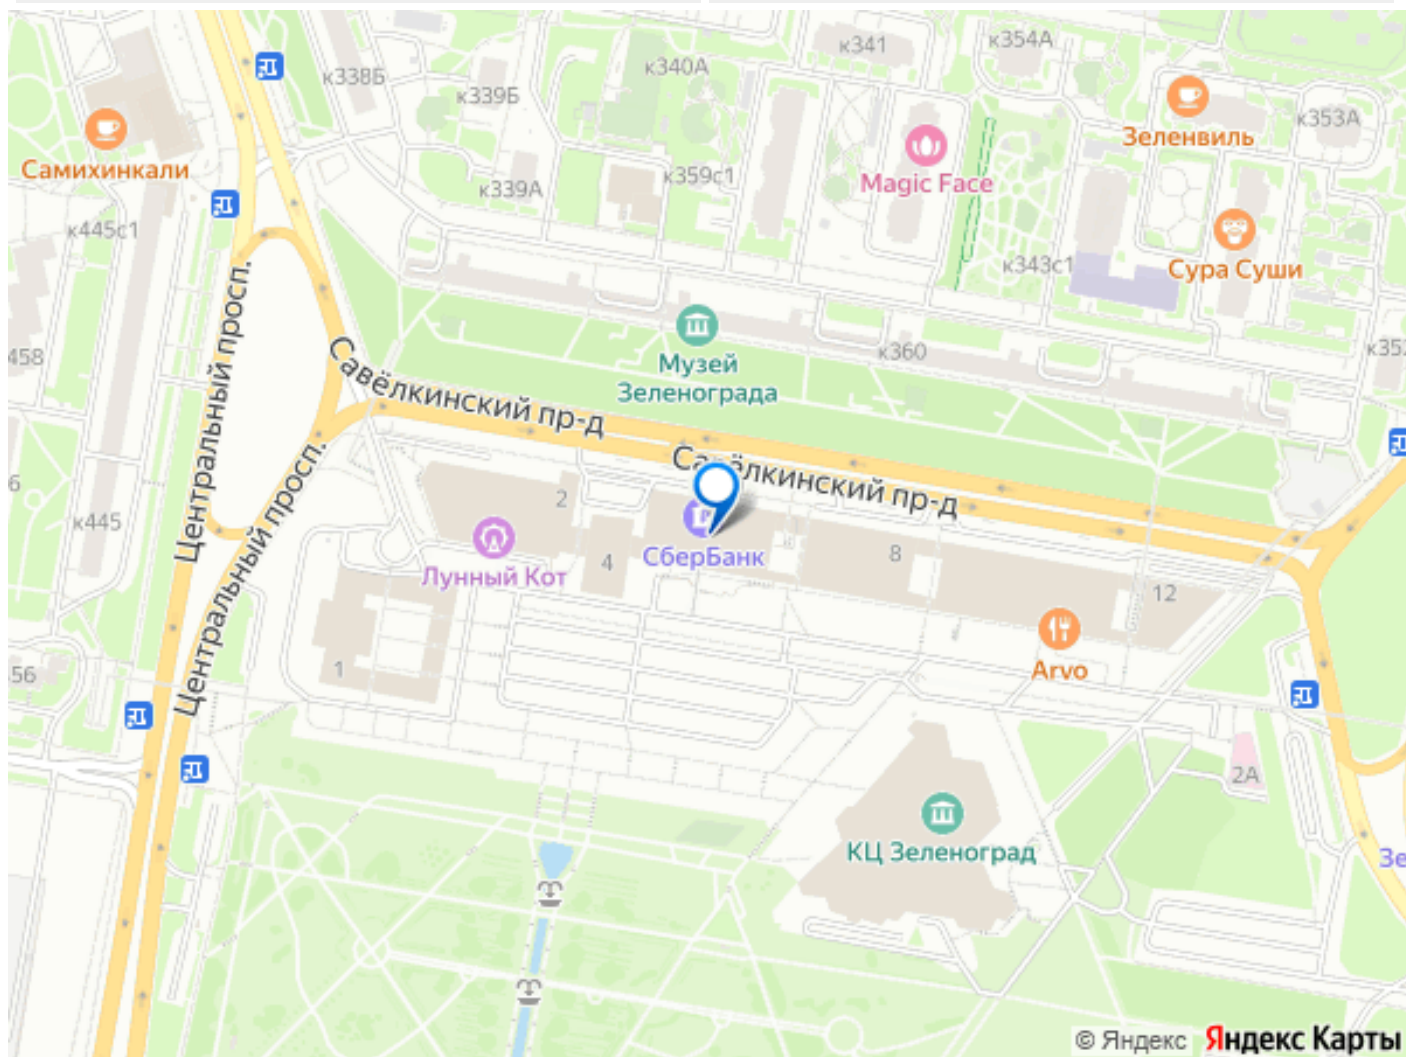 к341
к354А
к338Б
к340А
к339Б
Зеленвиль
к353А
Самихинкали
к359с1
Magic Face
к339А
к445с1
к343с1
Сура Суши
Центральный просп.
Музей
Зеленограда
458
к360
к352
Савёлкинский пр-д
Савёлкинский пр-д
Центральный просп.
6
к445
2
4
СберБанк
8
Лунный Кот
12
Arvo
1
56
2А
КЦ Зеленоград
Зе
© Яндекс Яндекс Карты